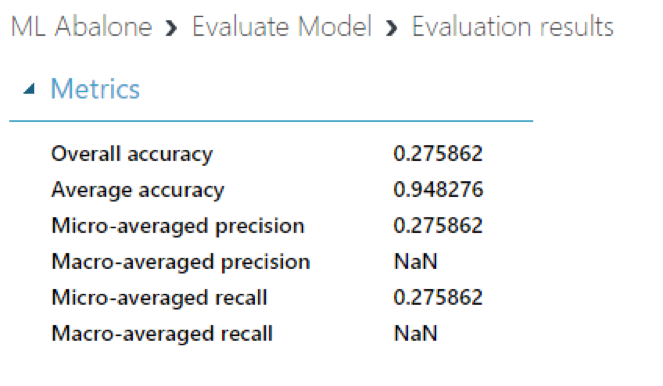 ML Abalone › Evaluate Model › Evaluation results
Metrics
Overall accuracy 0.275862
Average accuracy 0.948276
Micro-averaged precision 0.275862
Macro-averaged precision NaN
Micro-averaged recall 0.275862
Macro-averaged recall NaN